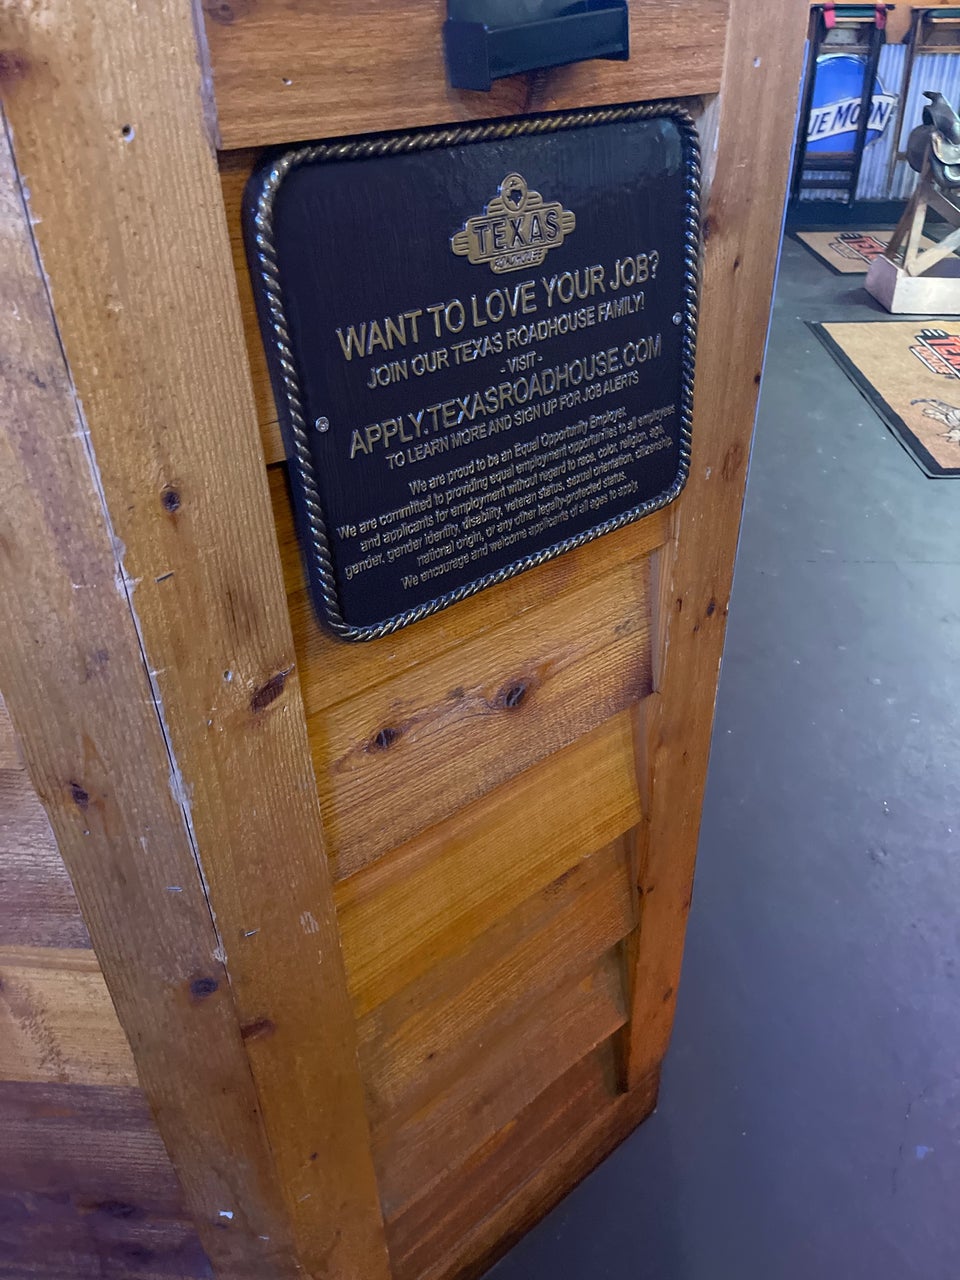 TEXAS
ROADHOUSE
WANT TO LOVE YOUR JOB?
JOIN OUR TEXAS ROADHOUSE FAMILY!
- VISIT -
APPLY.TEXASROADHOUSE.COM
TO LEARN MORE AND SIGN UP FOR JOB ALERTS
We are proud to be an Equal Opportunity Employer.
We are committed to providing equal employment opportunities to all employees
and applicants for employment without regard to race, color, religion, age,
gender, gender identity, disability, veteran status, sexual orientation, citizenship,
national origin, or any other legally-protected status.
We encourage and welcome applicants of all ages to apply.
UE MOON